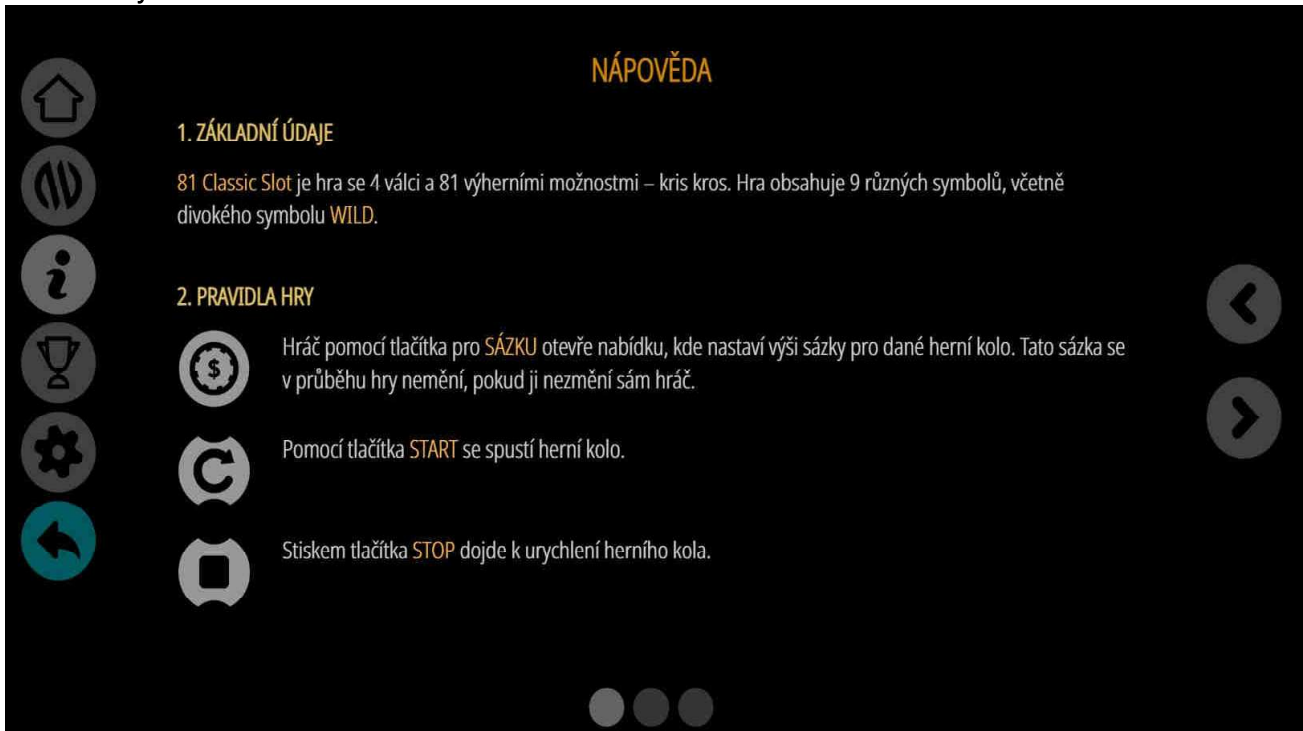 NÁPOVĚDA
1. ZÁKLADNÍ ÚDAJE
81 Classic Slot je hra se 4 válci a 81 výherními možnostmi – kris kros. Hra obsahuje 9 různých symbolů, včetně
divokého symbolu WILD.
2. PRAVIDLA HRY
Hráč pomocí tlačítka pro SÁZKU otevře nabídku, kde nastaví výši sázky pro dané herní kolo. Tato sázka se
v průběhu hry nemění, pokud ji nezmění sám hráč.
Pomocí tlačítka START se spustí herní kolo.
Stiskem tlačítka STOP dojde k urychlení herního kola.